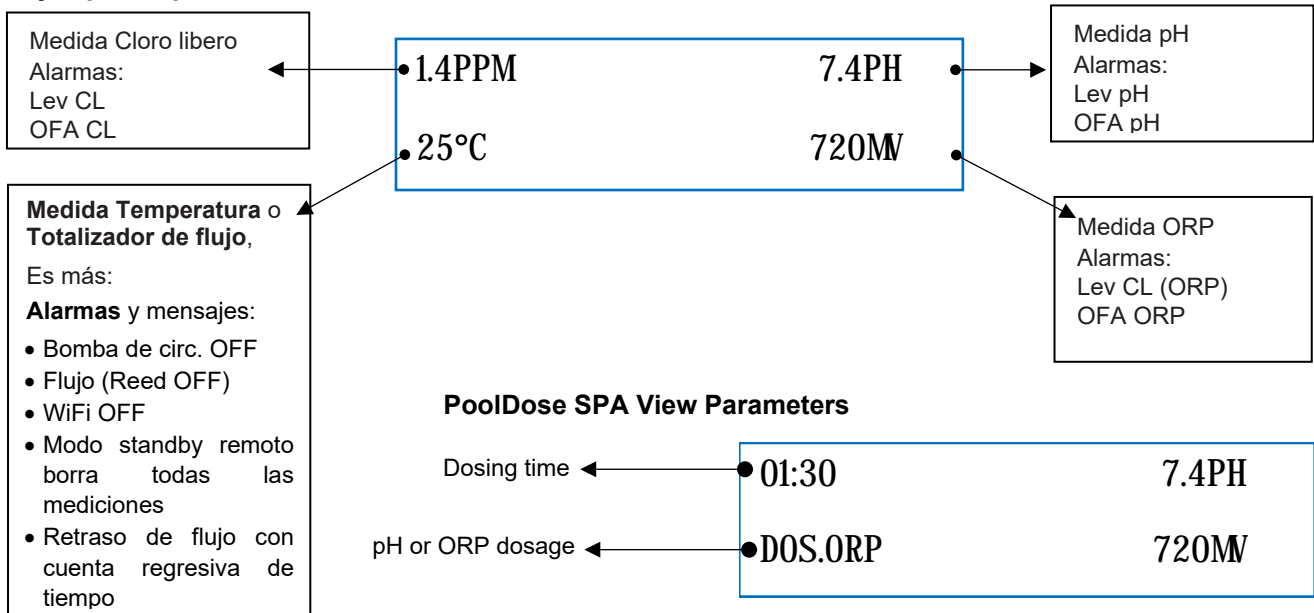 Medida Cloro libero
Alarmas:
Lev CL
OFA CL
1.4PPM 7.4PH
25°C 720MV
Medida pH
Alarmas:
Lev pH
OFA pH
Medida Temperatura o
Totalizador de flujo,
Es más:
Alarmas y mensajes:
• Bomba de circ. OFF
• Flujo (Reed OFF)
• WiFi OFF
• Modo standby remoto
borra todas las
mediciones
• Retraso de flujo con
cuenta regresiva de
tiempo
Medida ORP
Alarmas:
Lev CL (ORP)
OFA ORP
PoolDose SPA View Parameters
Dosing time
01:30 7.4PH
pH or ORP dosage
DOS.ORP 720MV